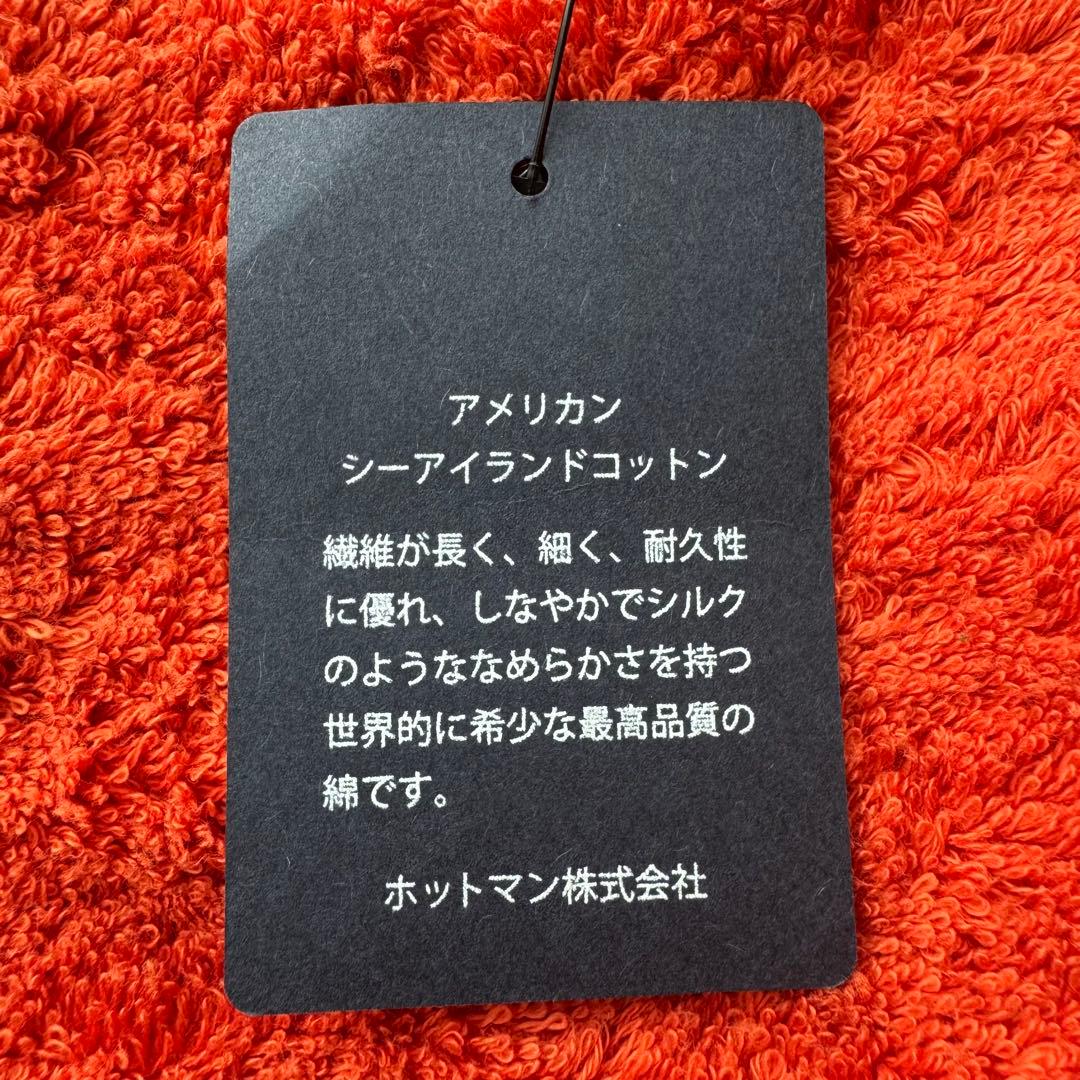 アメリカン
シーアイランドコットン
繊維が長く、細く、耐久性
に優れ、しなやかでシルク
のようななめらかさを持つ
世界的に希少な最高品質の
綿です。
ホットマン株式会社